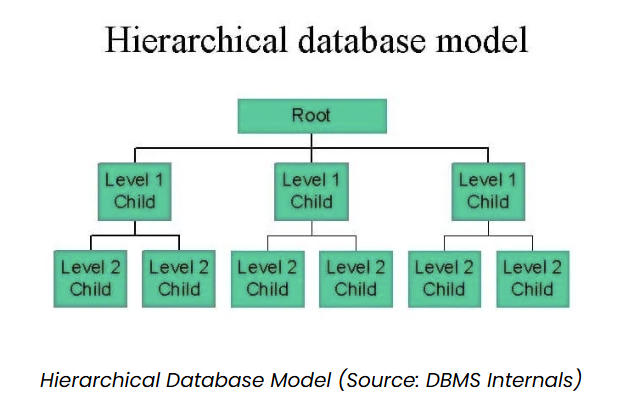 Hierarchical database model
Root
Level 1
Child
Level 1
Child
Level 1
Child
Level 2
Child
Level 2
Child
Level 2
Child
Level 2
Child
Level 2
Child
Level 2
Child
Hierarchical Database Model (Source: DBMS Internals)